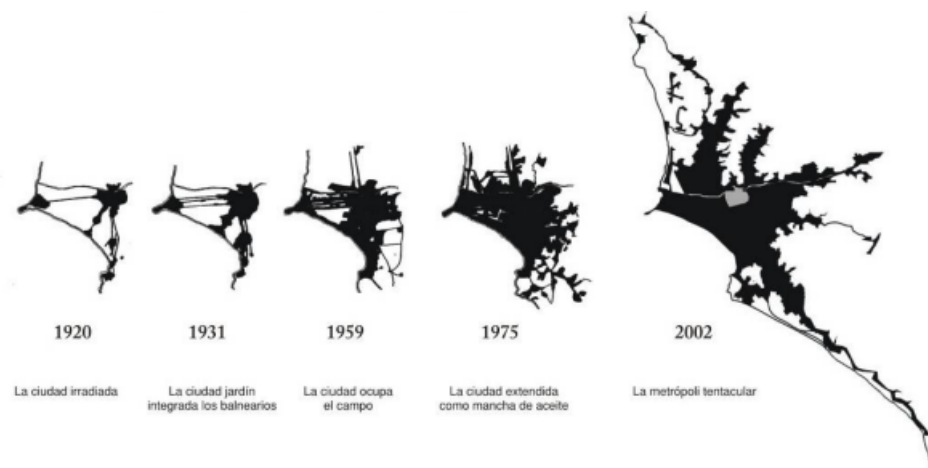 1920
1931
1959
1975
2002
La ciudad irradiada
La ciudad jardín
integrada los balnearios
La ciudad ocupa
el campo
La ciudad extendida
como mancha de aceite
La metrópoli tentacular